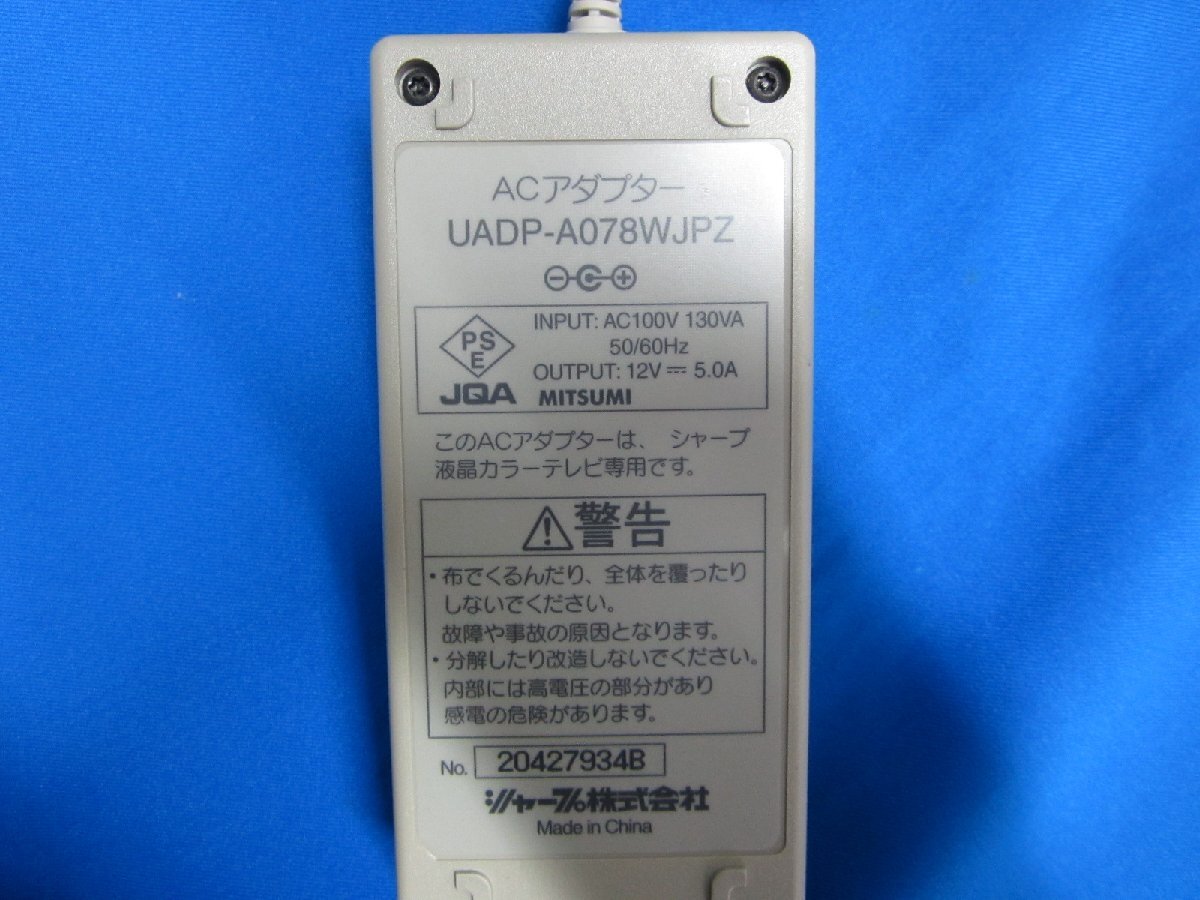 ACアダプター
UADP-A078WJPZ
PSE
JQA
INPUT: AC100V 130VA
50/60Hz
OUTPUT: 12V⎓5.0A
MITSUMI
このACアダプターは、シャープ
液晶カラーテレビ専用です。
警告
・布でくるんだり、全体を覆ったり
しないでください。
故障や事故の原因となります。
・分解したり改造しないでください。
内部には高電圧の部分があり
感電の危険があります。
No. 20427934B
シャープ株式会社
Made in China